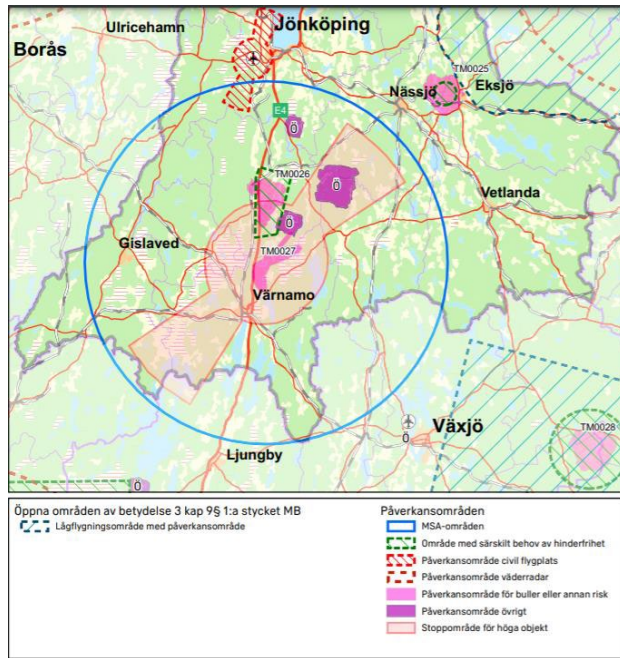 Ulricehamn
Jönköping
Borås
TM0025
Nässjö
Eksjö
E4
Ö
TM0026
Ö
Vetlanda
Ö
Gislaved
TM0027
Värnamo
Växjö
Ö
TM0028
Ljungby
Ö
Öppna områden av betydelse 3 kap 9§ 1:a stycket MB
Lågflygningsområde med påverkansområde
Påverkansområden
MSA-områden
Område med särskilt behov av hinderfrihet
Påverkansområde civil flygplats
Påverkansområde väderradar
Påverkansområde för buller eller annan risk
Påverkansområde övrigt
Stoppområde för höga objekt